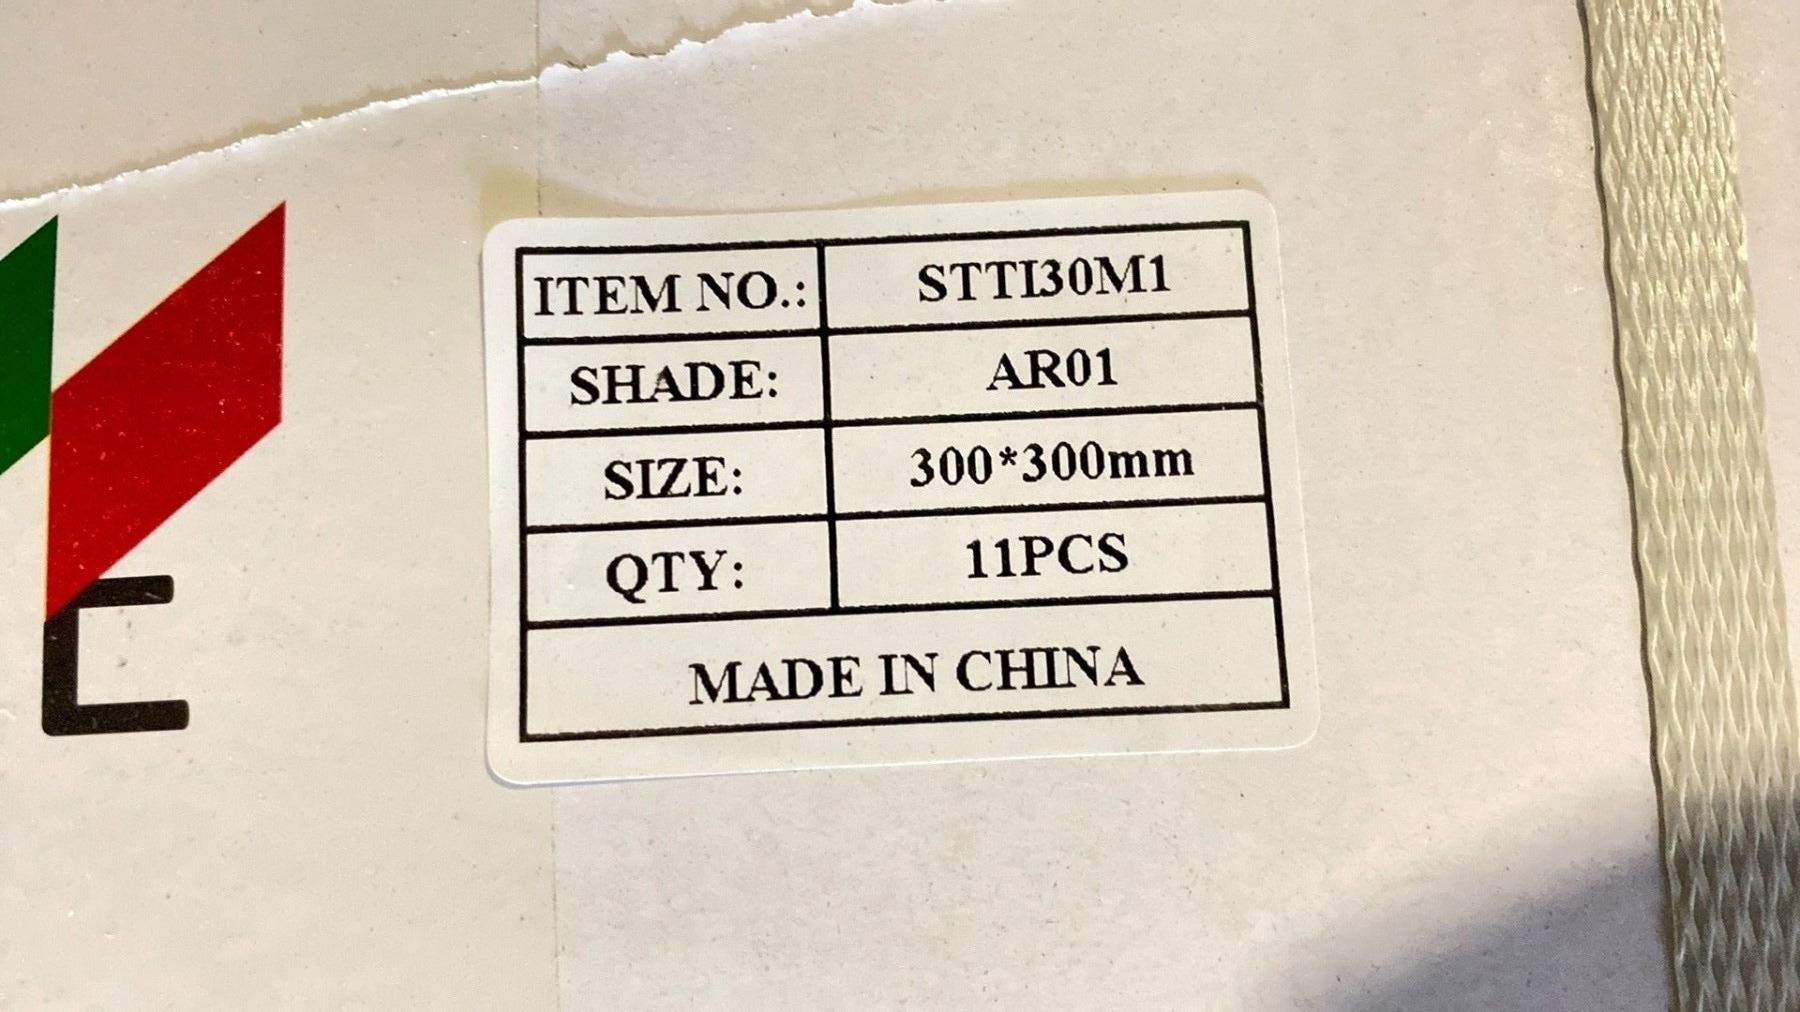 ITEM NO.: STTI30M1
SHADE: AR01
SIZE: 300*300mm
QTY: 11PCS
MADE IN CHINA